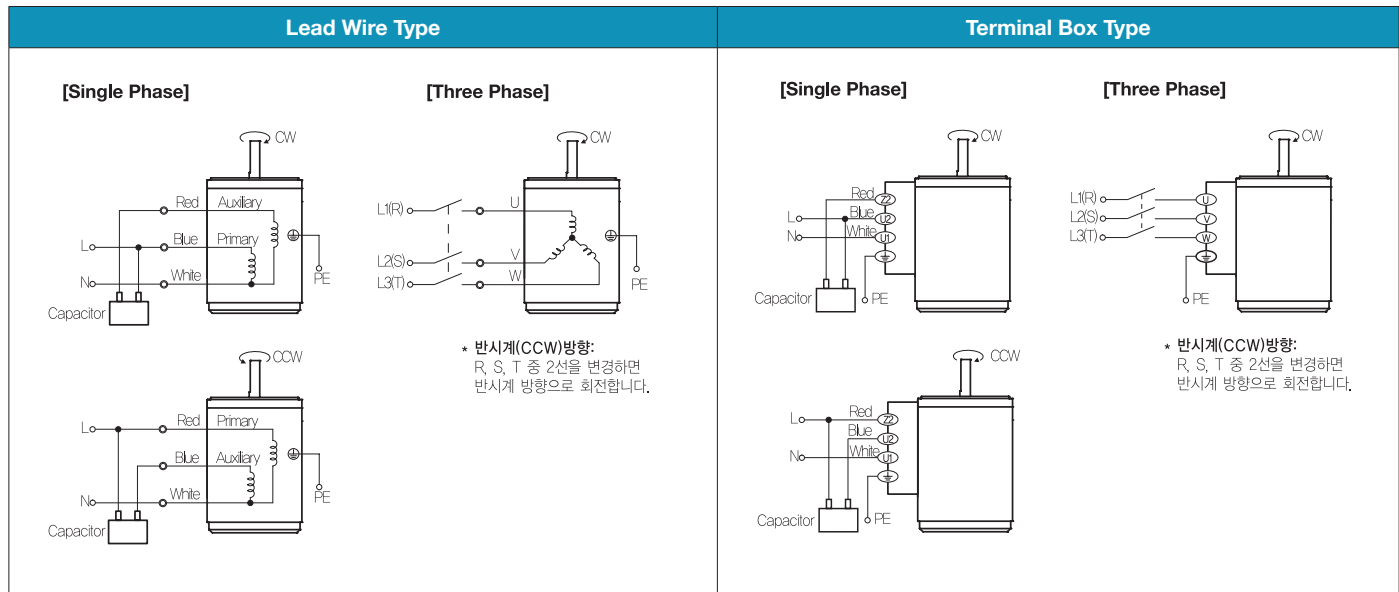 Lead Wire Type
Terminal Box Type
[Single Phase]
[Three Phase]
CW
Red Auxiliary
L Blue Primary
N White
PE
Capacitor
CW
L1(R) U
L2(S) V
L3(T) W
PE
* 반시계(CCW)방향:
R, S, T 중 2선을 변경하면
반시계 방향으로 회전합니다.
CCW
L Red Primary
Blue Auxiliary
N White
PE
Capacitor
[Single Phase]
[Three Phase]
CW
Red Z2
L Blue U2
N White U1
Capacitor PE
CW
L1(R) U
L2(S) V
L3(T) W
PE
* 반시계(CCW)방향:
R, S, T 중 2선을 변경하면
반시계 방향으로 회전합니다.
CCW
L Red Z2
Blue U2
N White U1
Capacitor PE